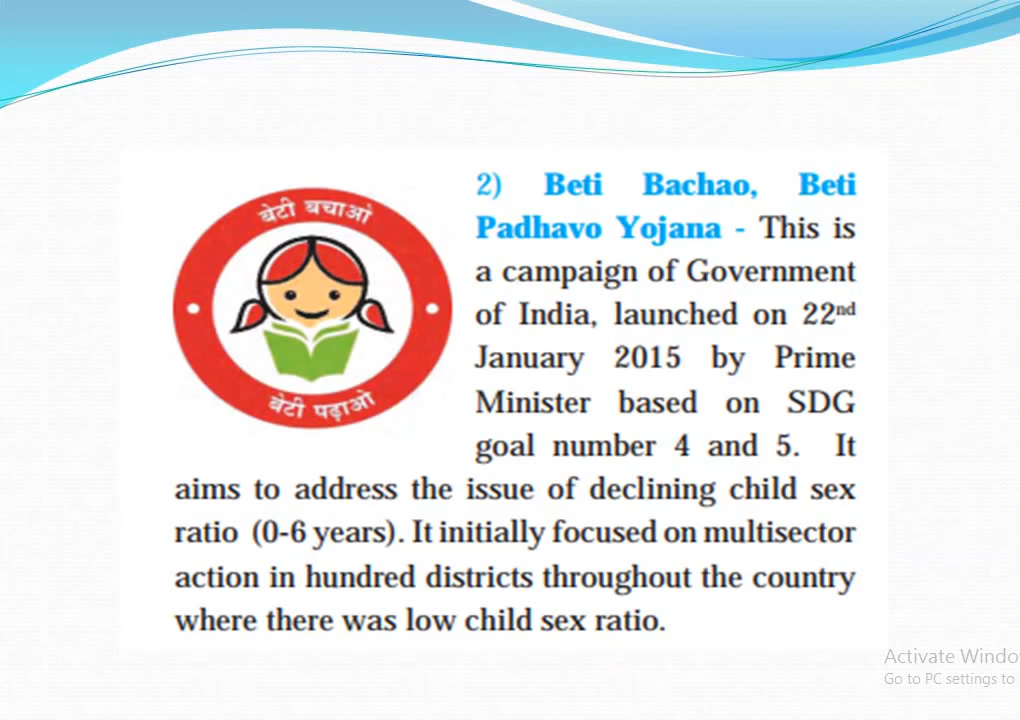 बेटी बचाओ
बेटी पढ़ाओ
2) Beti Bachao, Beti
Padhavo Yojana - This is
a campaign of Government
of India, launched on 22nd
January 2015 by Prime
Minister based on SDG
goal number 4 and 5. It
aims to address the issue of declining child sex
ratio (0-6 years). It initially focused on multisector
action in hundred districts throughout the country
where there was low child sex ratio.
Activate Windo
Go to PC settings to